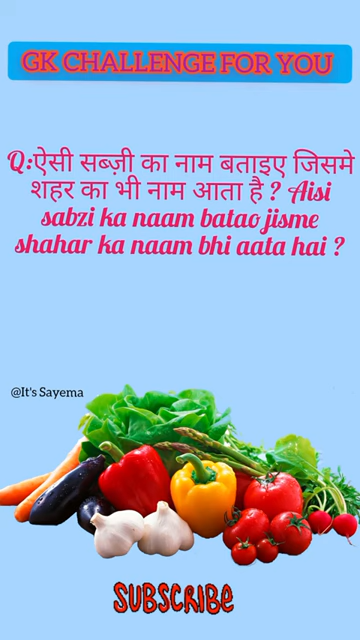 GK CHALLENGE FOR YOU
Q:ऐसी सब्ज़ी का नाम बताइए जिसमे
शहर का भी नाम आता है ? Aisi
sabzi ka naam batao jisme
shahar ka naam bhi aata hai ?
@It's Sayema
SUBSCRIBE